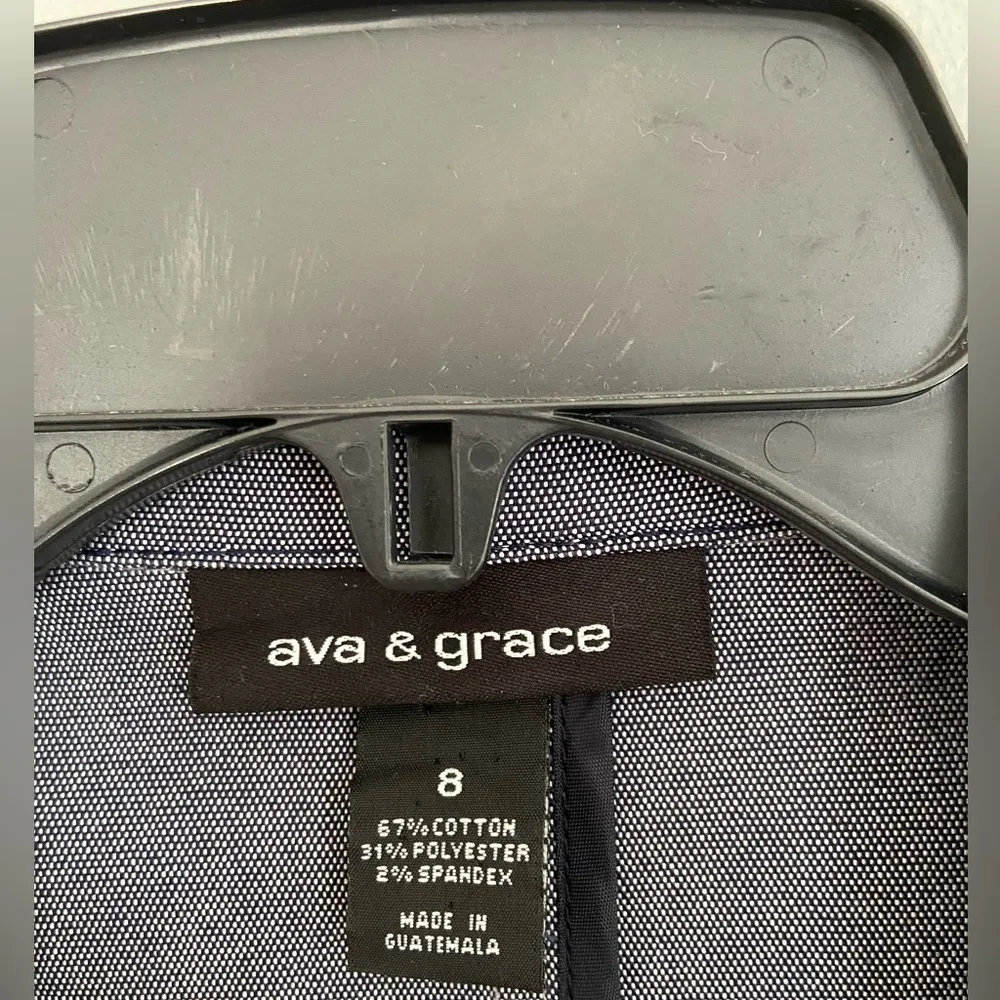 ava & grace
8
67% COTTON
31% POLYESTER
2% SPANDEX
MADE IN
GUATEMALA